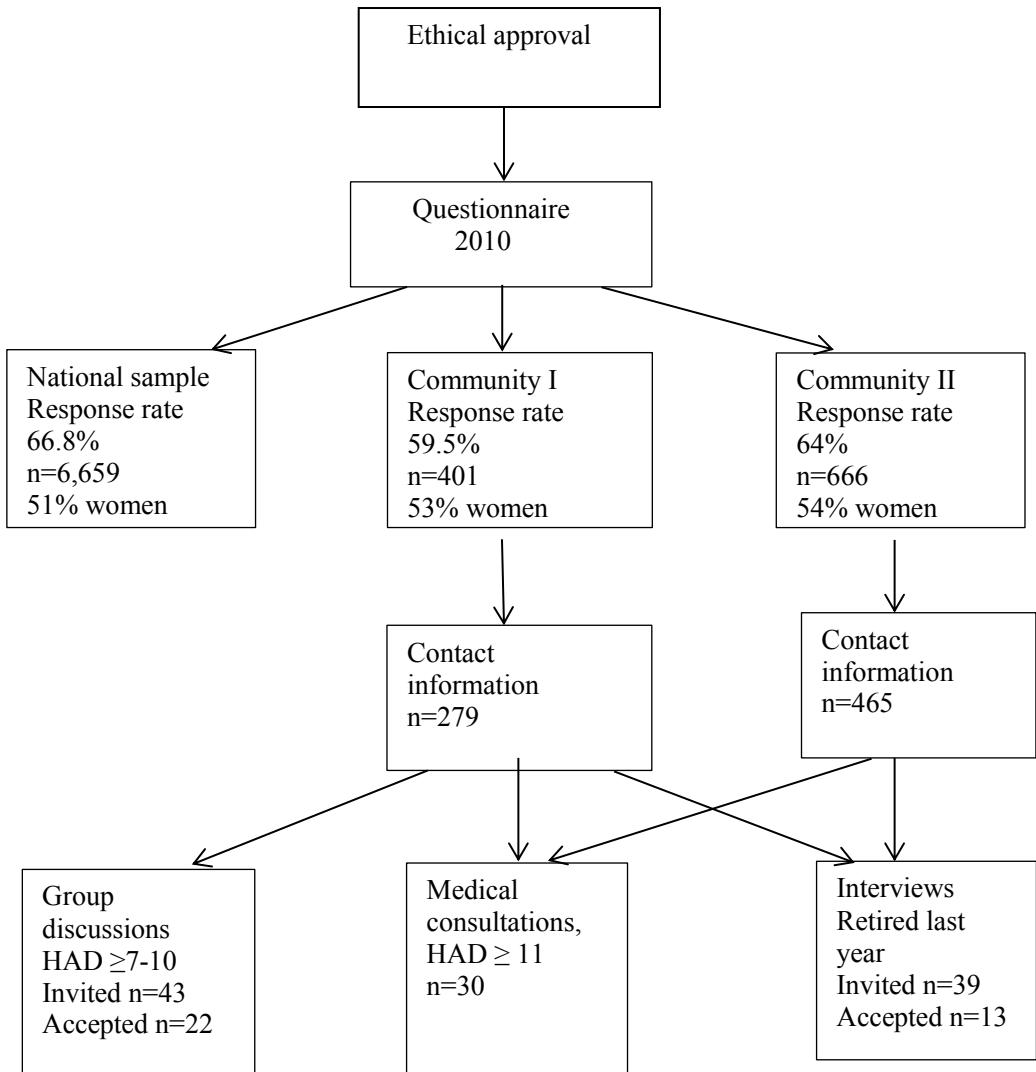 Ethical approval
Questionnaire
2010
National sample
Response rate
66.8%
n=6,659
51% women
Community I
Response rate
59.5%
n=401
53% women
Community II
Response rate
64%
n=666
54% women
Contact
information
n=279
Contact
information
n=465
Group
discussions
HAD ≥7-10
Invited n=43
Accepted n=22
Medical
consultations,
HAD ≥ 11
n=30
Interviews
Retired last
year
Invited n=39
Accepted n=13